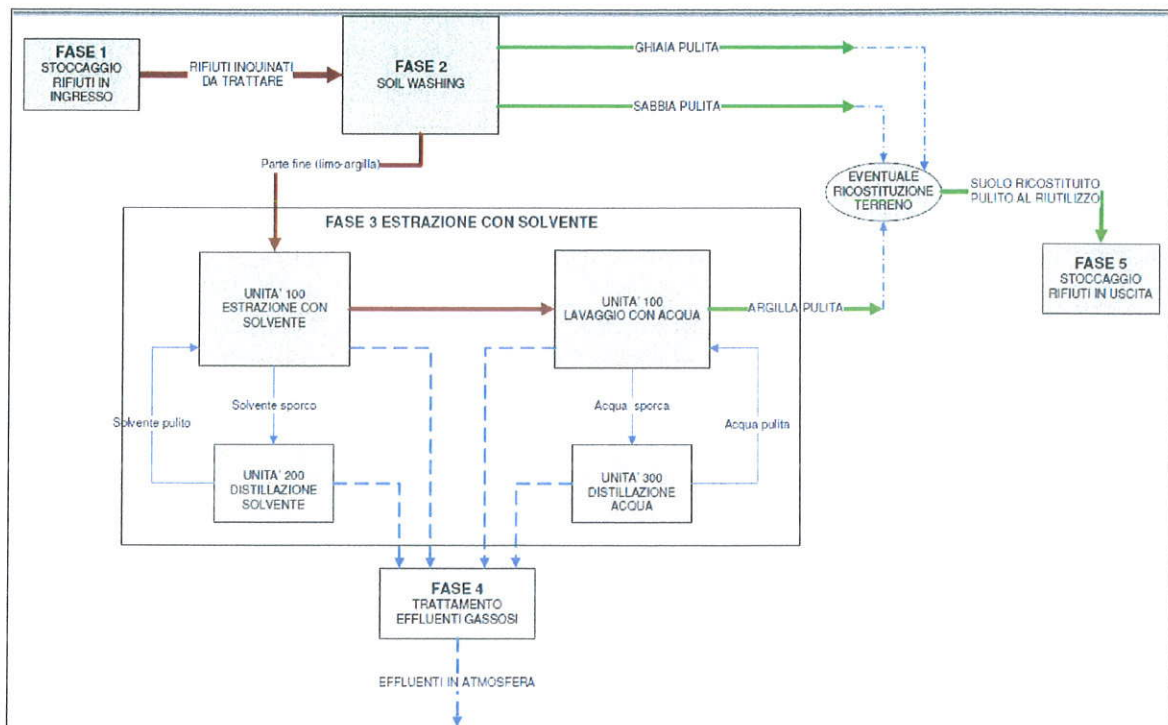 FASE 1
STOCCAGGIO
RIFIUTI IN
INGRESSO
RIFIUTI INQUINATI
DA TRATTARE
FASE 2
SOIL WASHING
GHIAIA PULITA
SABBIA PULITA
Parte fine (limo-argilla)
EVENTUALE
RICOSTITUZIONE
TERRENO
SUOLO RICOSTITUITO
PULITO AL RIUTILIZZO
FASE 5
STOCCAGGIO
RIFIUTI IN USCITA
FASE 3 ESTRAZIONE CON SOLVENTE
UNITA' 100
ESTRAZIONE CON
SOLVENTE
UNITA' 100
LAVAGGIO CON ACQUA
ARGILLA PULITA
Solvente sporco
Solvente pulito
Acqua sporca
Acqua pulita
UNITA' 200
DISTILLAZIONE
SOLVENTE
UNITA' 300
DISTILLAZIONE
ACQUA
FASE 4
TRATTAMENTO
EFFLUENTI GASSOSI
EFFLUENTI IN ATMOSFERA